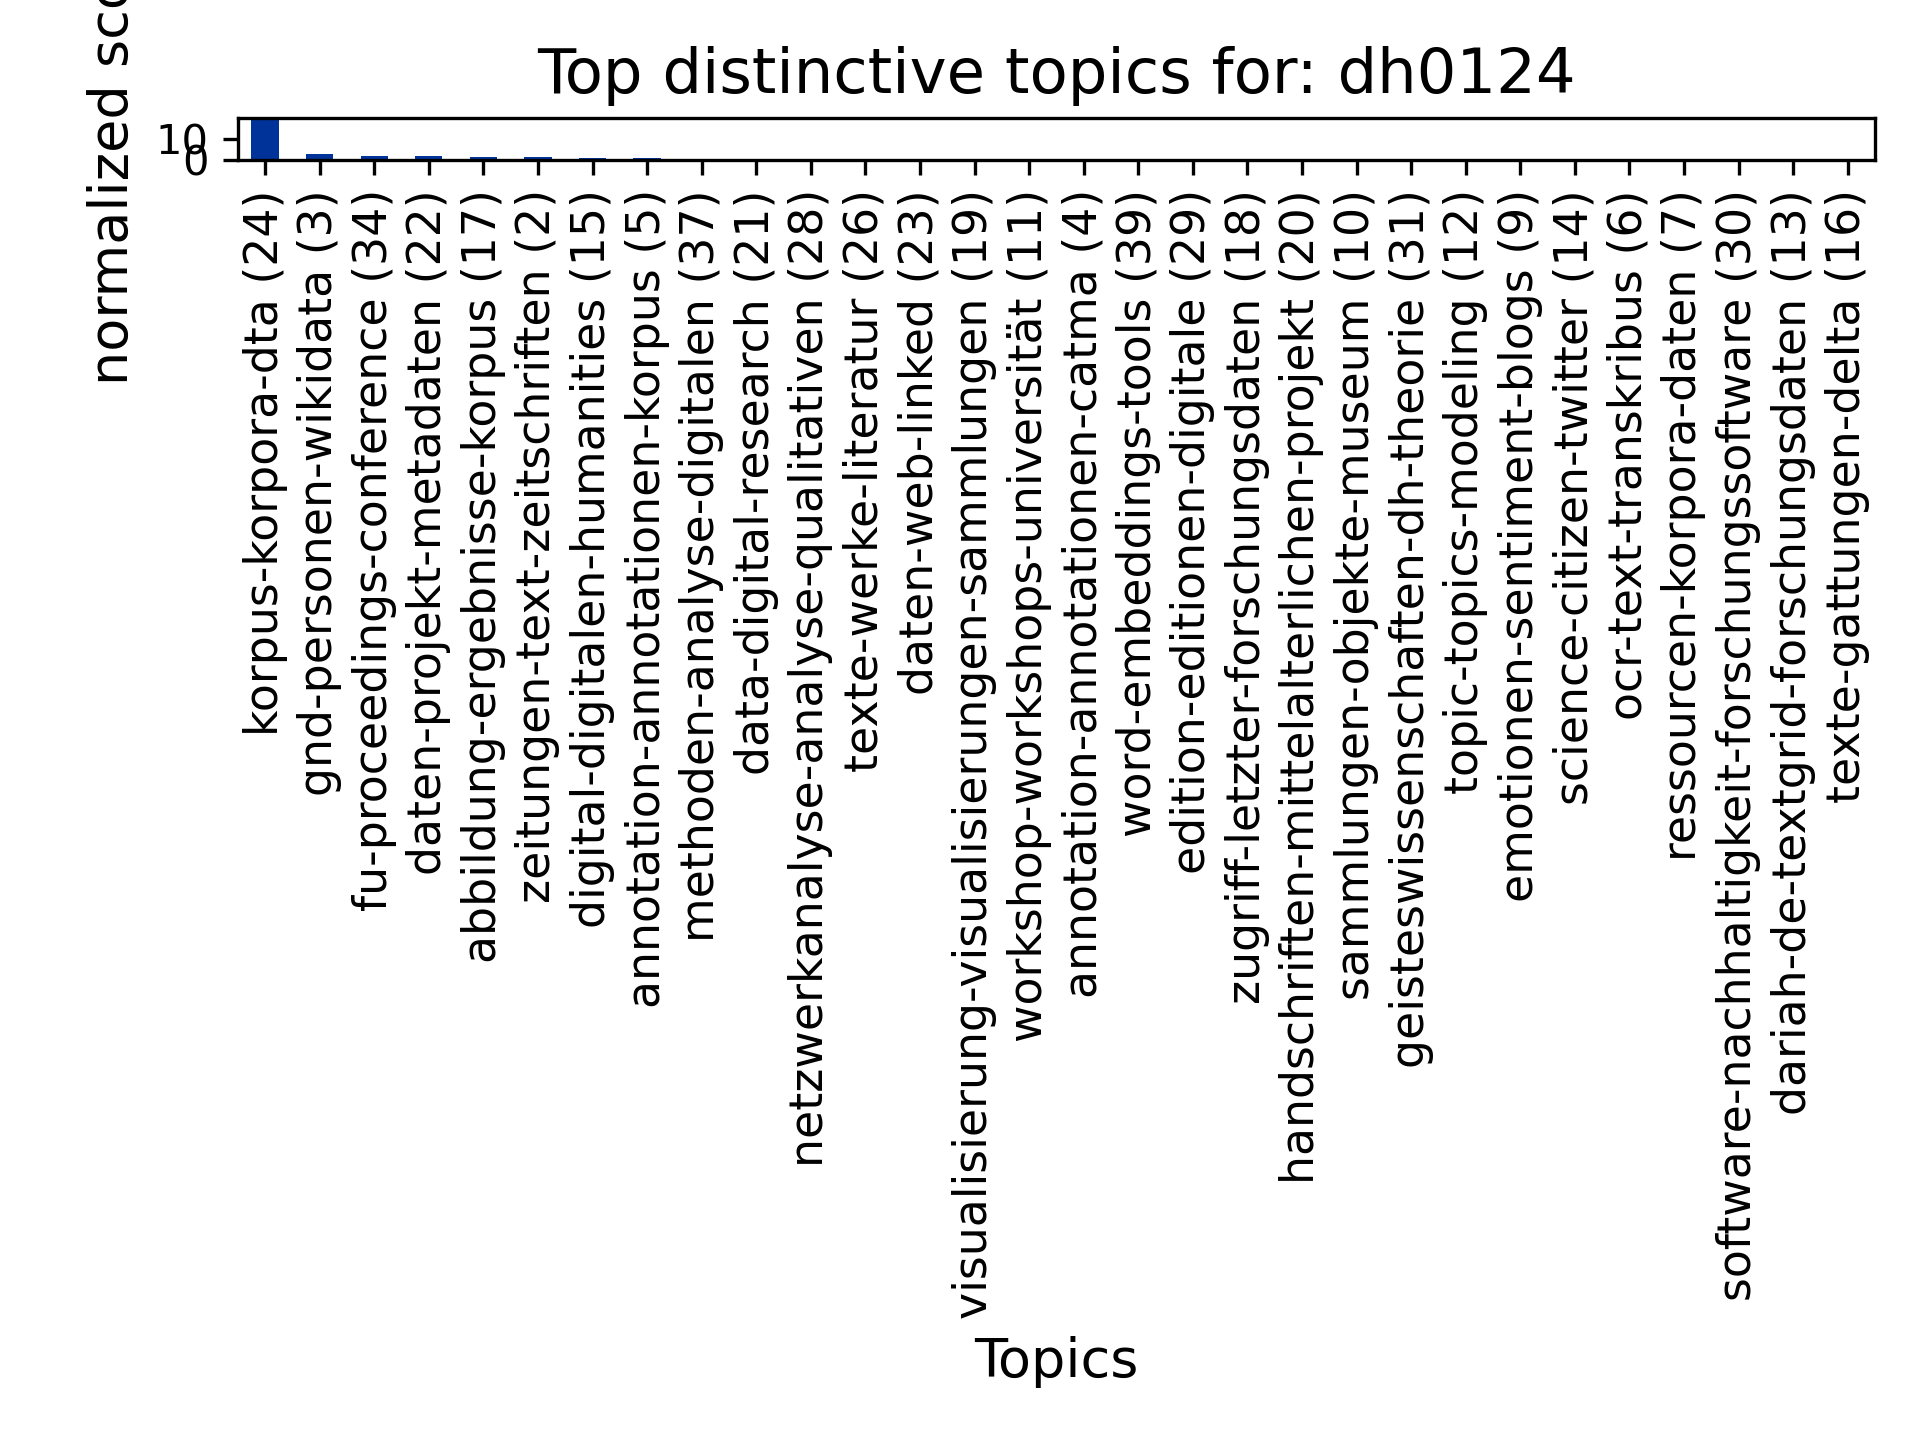 Top distinctive topics for: dh0124
normalized sco
10
0
korpus-korpora-dta (24)
gnd-personen-wikidata (3)
fu-proceedings-conference (34)
daten-projekt-metadaten (22)
abbildung-ergebnisse-korpus (17)
zeitungen-text-zeitschriften (2)
digital-digitalen-humanities (15)
annotation-annotationen-korpus (5)
methoden-analyse-digitalen (37)
data-digital-research (21)
netzwerkanalyse-analyse-qualitativen (28)
texte-werke-literatur (26)
daten-web-linked (23)
visualisierung-visualisierungen-sammlungen (19)
workshop-workshops-universität (11)
annotation-annotationen-catma (4)
word-embeddings-tools (39)
edition-editionen-digitale (29)
zugriff-letzter-forschungsdaten (18)
handschriften-mittelalterlichen-projekt (20)
sammlungen-objekte-museum (10)
geisteswissenschaften-dh-theorie (31)
topic-topics-modeling (12)
emotionen-sentiment-blogs (9)
science-citizen-twitter (14)
ocr-text-transkribus (6)
ressourcen-korpora-daten (7)
software-nachhaltigkeit-forschungssoftware (30)
dariah-de-textgrid-forschungsdaten (13)
texte-gattungen-delta (16)
Topics